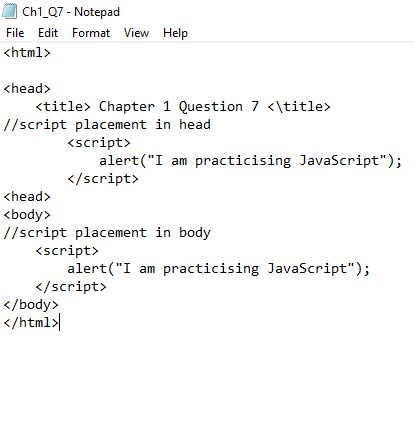 Ch1_Q7 - Notepad
File Edit Format View Help
<html>
<head>
<title> Chapter 1 Question 7 <\title>
//script placement in head
<script>
alert("I am practicising JavaScript");
</script>
<head>
<body>
//script placement in body
<script>
alert("I am practicising JavaScript");
</script>
</body>
</html>